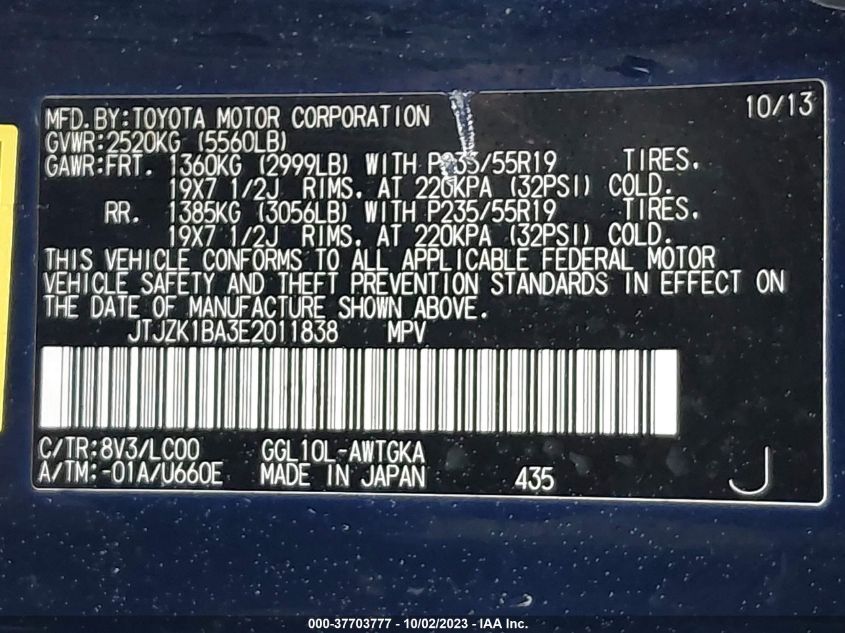 MFD. BY: TOYOTA MOTOR CORPORATION 10/13
GVWR: 2520KG (5560LB)
GAWR: FRT. 1360KG (2999LB) WITH P235/55R19 TIRES.
19X7 1/2J RIMS. AT 220KPA (32PSI) COLD.
RR. 1385KG (3056LB) WITH P235/55R19 TIRES.
19X7 1/2J RIMS. AT 220KPA (32PSI) COLD.
THIS VEHICLE CONFORMS TO ALL APPLICABLE FEDERAL MOTOR
VEHICLE SAFETY AND THEFT PREVENTION STANDARDS IN EFFECT ON
THE DATE OF MANUFACTURE SHOWN ABOVE.
JTJZK1BA3E2011838 MPV
C/TR: 8V3/LC00 GGL10L-AWTGKA
A/TM: -01A/U660E MADE IN JAPAN 435 J
000-37703777 - 10/02/2023 - IAA Inc.